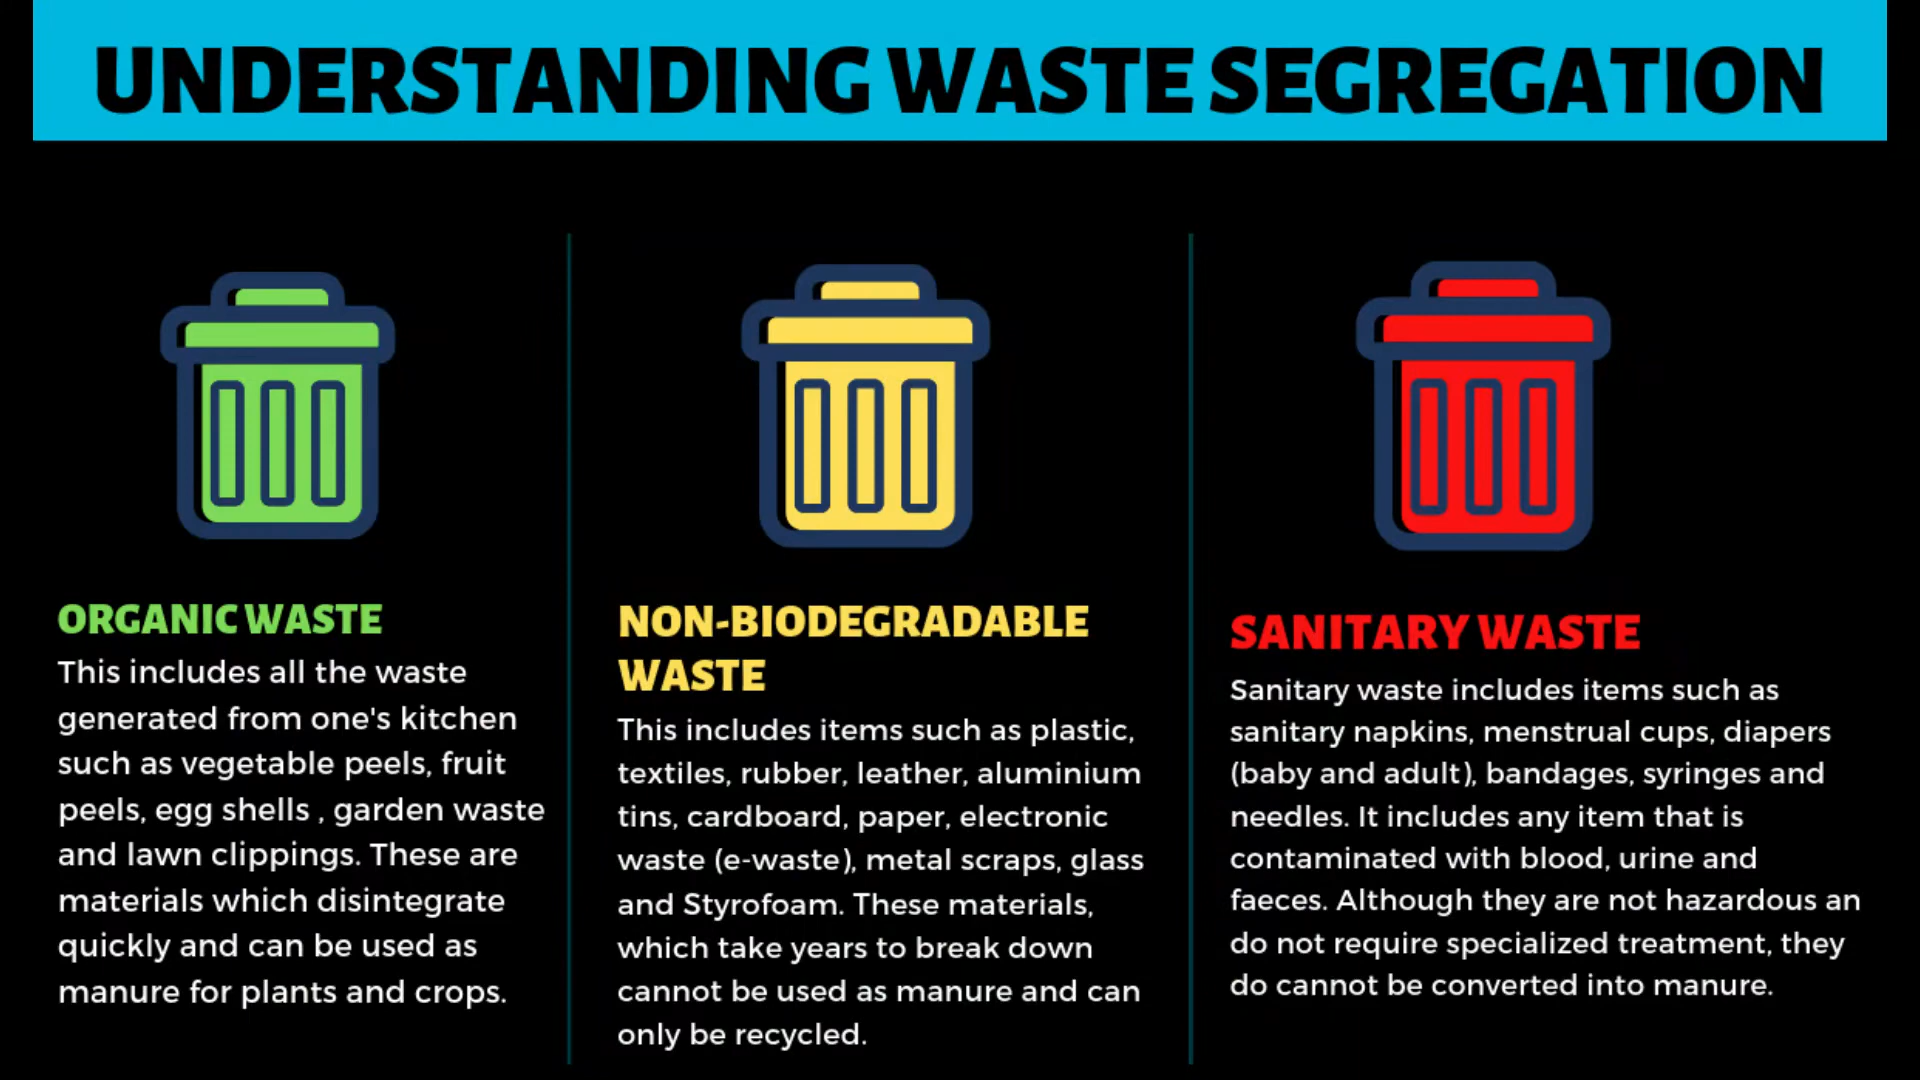 UNDERSTANDING WASTE SEGREGATION
ORGANIC WASTE
This includes all the waste
generated from one's kitchen
such as vegetable peels, fruit
peels, egg shells , garden waste
and lawn clippings. These are
materials which disintegrate
quickly and can be used as
manure for plants and crops.
NON-BIODEGRADABLE
WASTE
This includes items such as plastic,
textiles, rubber, leather, aluminium
tins, cardboard, paper, electronic
waste (e-waste), metal scraps, glass
and Styrofoam. These materials,
which take years to break down
cannot be used as manure and can
only be recycled.
SANITARY WASTE
Sanitary waste includes items such as
sanitary napkins, menstrual cups, diapers
(baby and adult), bandages, syringes and
needles. It includes any item that is
contaminated with blood, urine and
faeces. Although they are not hazardous an
do not require specialized treatment, they
do cannot be converted into manure.